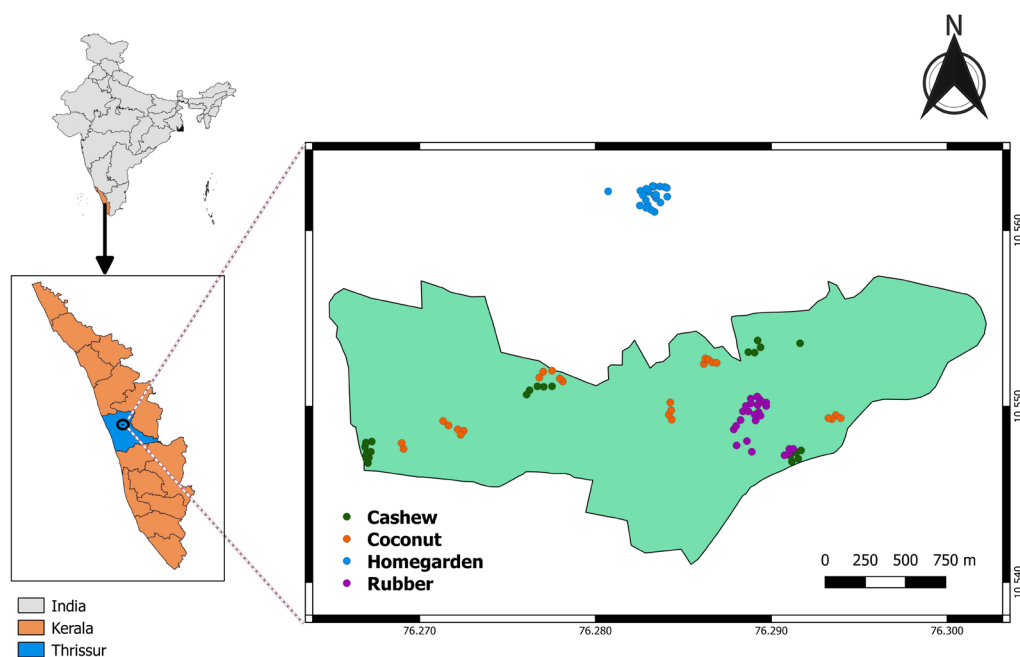 N
10.560
10.550
10.540
Cashew
Coconut
Homegarden
Rubber
0 250 500 750 m
76.270 76.280 76.290 76.300
India
Kerala
Thrissur